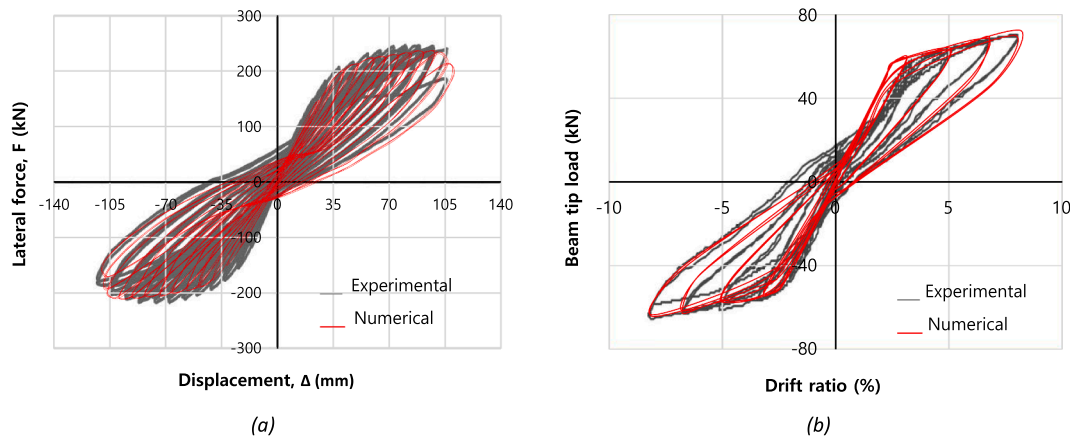 300
200
100
0
-100
-200
-300
-140 -105 -70 -35 0 35 70 105 140
Lateral force, F (kN)
Experimental
Numerical
Displacement, Δ (mm)
(a)
80
40
0
-40
-80
-10 -5 0 5 10
Beam tip load (kN)
Experimental
Numerical
Drift ratio (%)
(b)